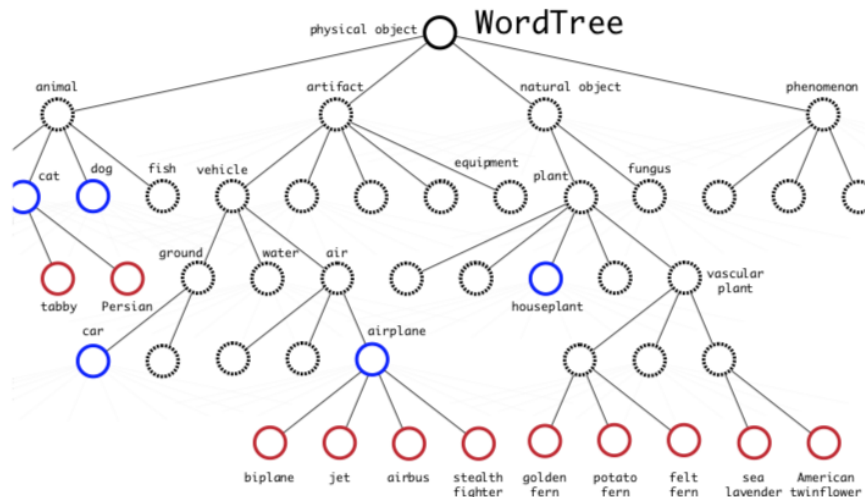 WordTree
physical object
animal
artifact
natural object
phenomenon
cat
dog
fish
vehicle
equipment
plant
fungus
tabby
Persian
ground
water
air
houseplant
vascular
plant
car
airplane
biplane
jet
airbus
stealth
fighter
golden
fern
potato
fern
felt
fern
sea
lavender
American
twinflower